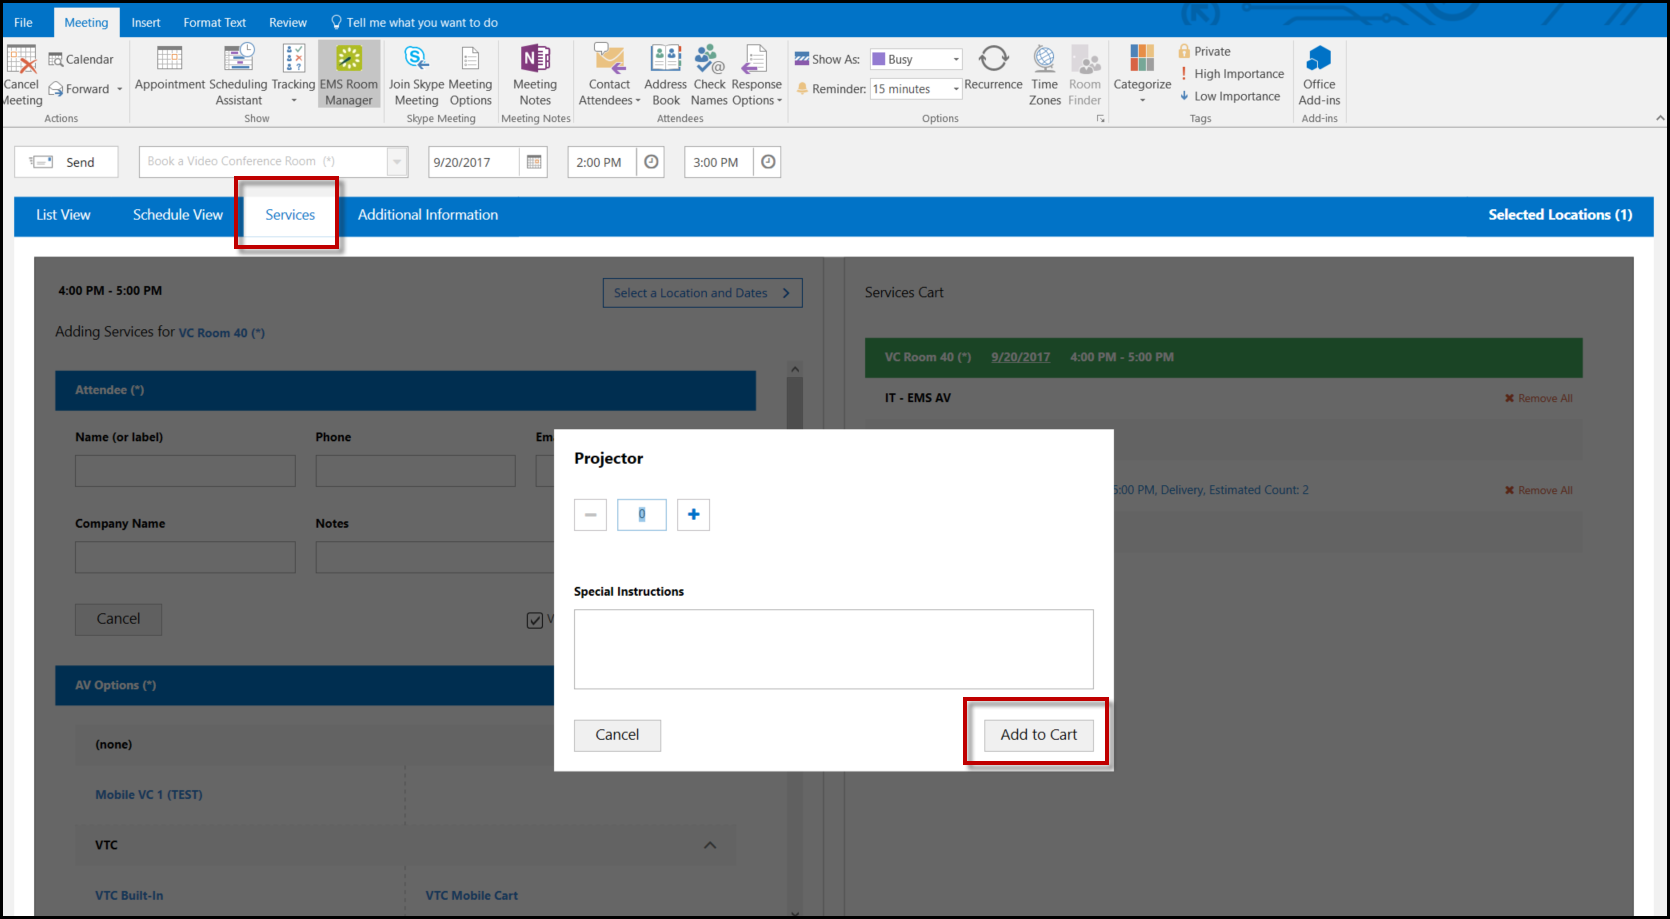 File Meeting Insert Format Text Review Tell me what you want to do
Cancel Meeting
Calendar
Forward
Actions
Appointment
Scheduling Assistant
Tracking
EMS Room Manager
Show
Join Skype Meeting
Meeting Options
Skype Meeting
Meeting Notes
Meeting Notes
Contact Attendees
Address Book
Check Names
Response Options
Attendees
Show As: Busy
Reminder: 15 minutes
Recurrence
Time Zones
Room Finder
Options
Categorize
Private
High Importance
Low Importance
Tags
Office Add-ins
Add-ins
Send Book a Video Conference Room (*) 9/20/2017 2:00 PM 3:00 PM
List View Schedule View Services Additional Information Selected Locations (1)
4:00 PM - 5:00 PM
Select a Location and Dates
Adding Services for VC Room 40 (*)
Attendee (*)
Name (or label) Phone
Company Name Notes
Cancel
AV Options (*)
(none)
Mobile VC 1 (TEST)
VTC
VTC Built-In VTC Mobile Cart
Services Cart
VC Room 40 (*) 9/20/2017 4:00 PM - 5:00 PM
IT - EMS AV Remove All
5:00 PM, Delivery, Estimated Count: 2 Remove All
Projector
0
Special Instructions
Cancel Add to Cart